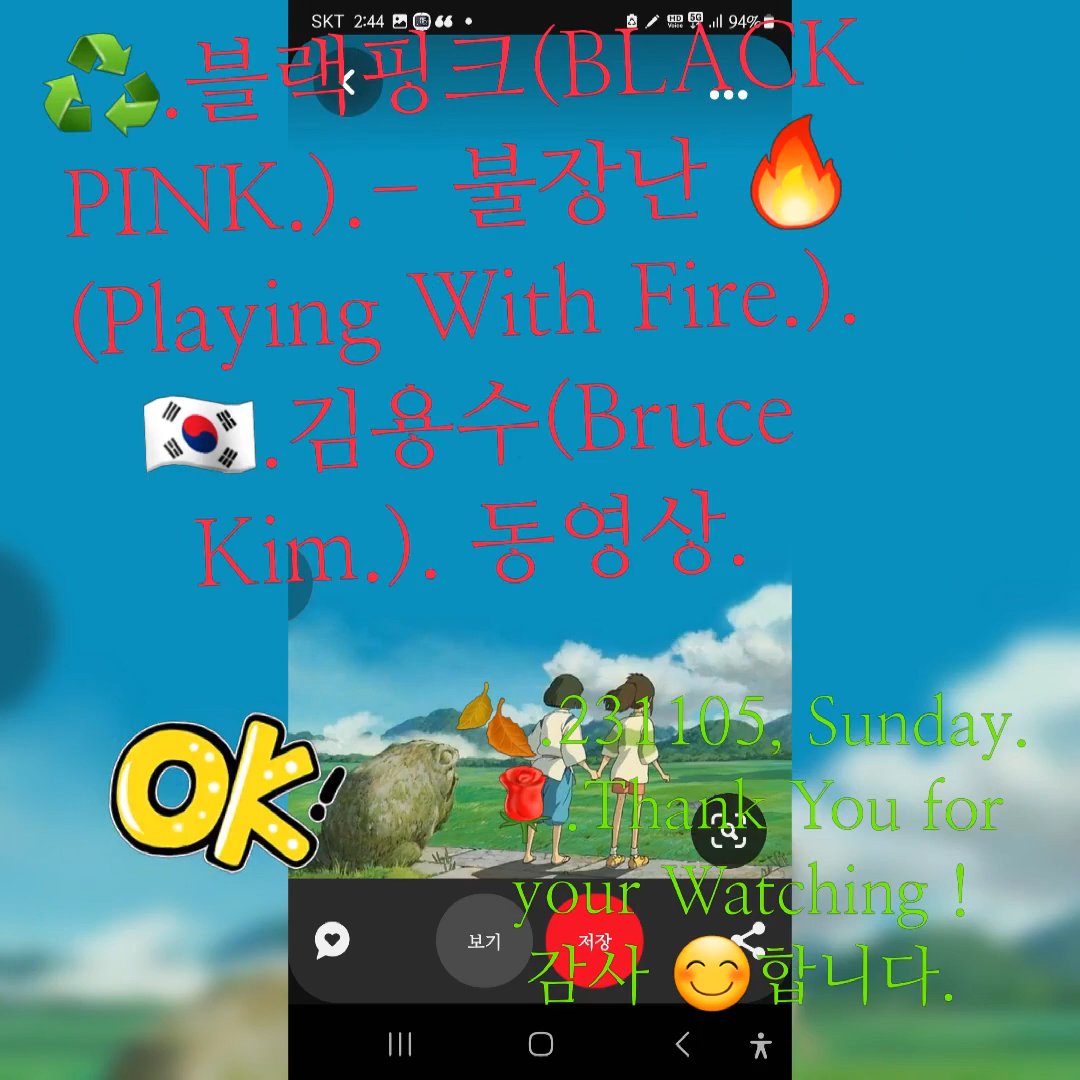 SKT 2:44 94%
♻️.블랙핑크(BLACK
PINK.).- 불장난 🔥
(Playing With Fire.).
🇰🇷.김용수(Bruce
Kim.). 동영상.
OK!
.231105, Sunday.
🌹.Thank You for
your Watching !
감사 😊합니다.
보기
저장